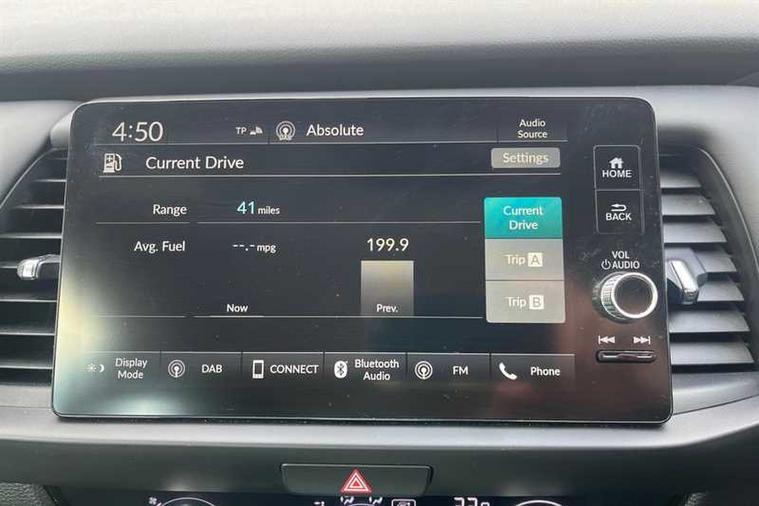 4:50 TP Absolute Audio Source
Current Drive Settings
HOME
Range 41 miles
Current Drive
BACK
Avg. Fuel --.- mpg 199.9
Trip A
VOL
AUDIO
Now Prev.
Trip B
Display Mode DAB CONNECT Bluetooth Audio FM Phone